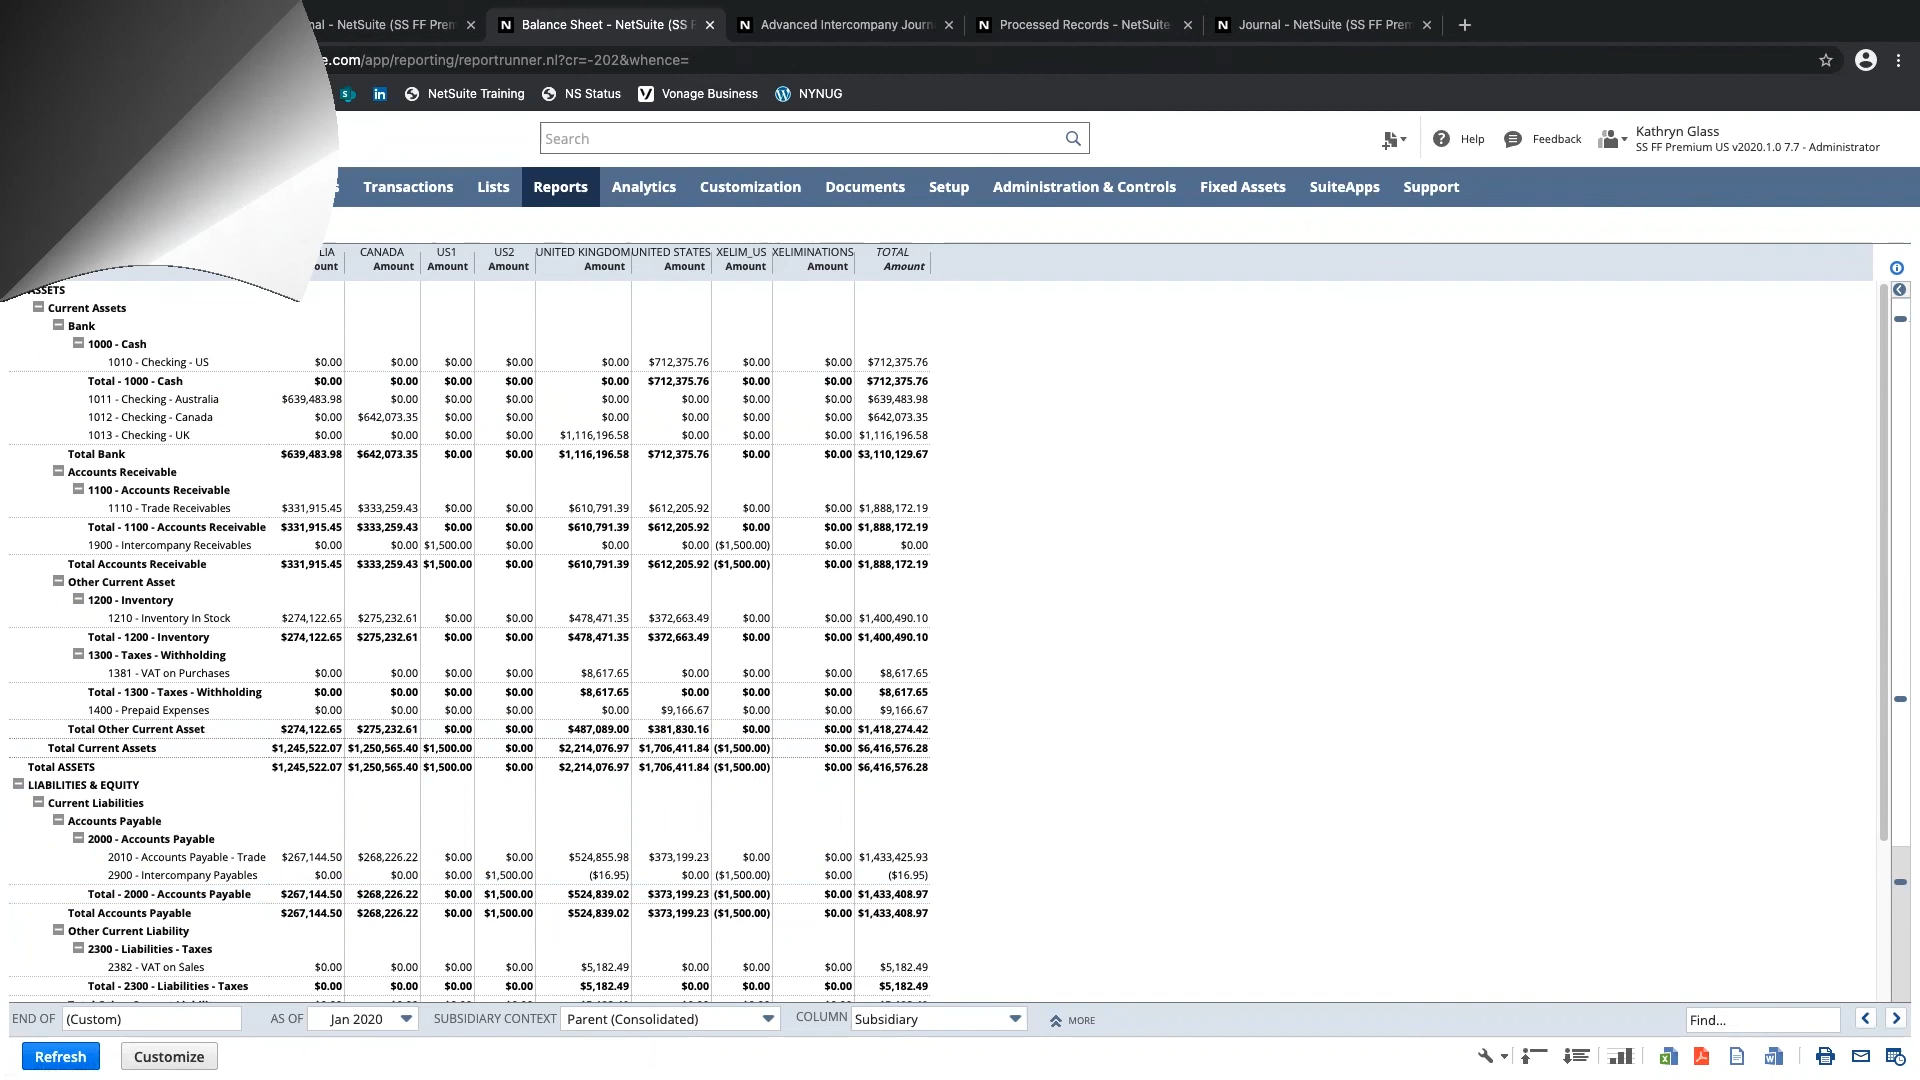 nal - NetSuite (SS FF Prem Balance Sheet - NetSuite (SS F Advanced Intercompany Journ Processed Records - NetSuite Journal - NetSuite (SS FF Prem
e.com/app/reporting/reportrunner.nl?cr=-202&whence=
NetSuite Training NS Status Vonage Business NYNUG
Search Help Feedback Kathryn Glass
SS FF Premium US v2020.1.0 7.7 - Administrator
s Transactions Lists Reports Analytics Customization Documents Setup Administration & Controls Fixed Assets SuiteApps Support
LIA CANADA US1 US2 UNITED KINGDOM UNITED STATES XELIM_US XELIMINATIONS TOTAL
ount Amount Amount Amount Amount Amount Amount Amount Amount
ASSETS
Current Assets
Bank
1000 - Cash
1010 - Checking - US $0.00 $0.00 $0.00 $0.00 $0.00 $712,375.76 $0.00 $0.00 $712,375.76
Total - 1000 - Cash $0.00 $0.00 $0.00 $0.00 $0.00 $712,375.76 $0.00 $0.00 $712,375.76
1011 - Checking - Australia $639,483.98 $0.00 $0.00 $0.00 $0.00 $0.00 $0.00 $0.00 $639,483.98
1012 - Checking - Canada $0.00 $642,073.35 $0.00 $0.00 $0.00 $0.00 $0.00 $0.00 $642,073.35
1013 - Checking - UK $0.00 $0.00 $0.00 $0.00 $1,116,196.58 $0.00 $0.00 $0.00 $1,116,196.58
Total Bank $639,483.98 $642,073.35 $0.00 $0.00 $1,116,196.58 $712,375.76 $0.00 $0.00 $3,110,129.67
Accounts Receivable
1100 - Accounts Receivable
1110 - Trade Receivables $331,915.45 $333,259.43 $0.00 $0.00 $610,791.39 $612,205.92 $0.00 $0.00 $1,888,172.19
Total - 1100 - Accounts Receivable $331,915.45 $333,259.43 $0.00 $0.00 $610,791.39 $612,205.92 $0.00 $0.00 $1,888,172.19
1900 - Intercompany Receivables $0.00 $0.00 $1,500.00 $0.00 $0.00 $0.00 ($1,500.00) $0.00 $0.00
Total Accounts Receivable $331,915.45 $333,259.43 $1,500.00 $0.00 $610,791.39 $612,205.92 ($1,500.00) $0.00 $1,888,172.19
Other Current Asset
1200 - Inventory
1210 - Inventory In Stock $274,122.65 $275,232.61 $0.00 $0.00 $478,471.35 $372,663.49 $0.00 $0.00 $1,400,490.10
Total - 1200 - Inventory $274,122.65 $275,232.61 $0.00 $0.00 $478,471.35 $372,663.49 $0.00 $0.00 $1,400,490.10
1300 - Taxes - Withholding
1381 - VAT on Purchases $0.00 $0.00 $0.00 $0.00 $8,617.65 $0.00 $0.00 $0.00 $8,617.65
Total - 1300 - Taxes - Withholding $0.00 $0.00 $0.00 $0.00 $8,617.65 $0.00 $0.00 $0.00 $8,617.65
1400 - Prepaid Expenses $0.00 $0.00 $0.00 $0.00 $0.00 $9,166.67 $0.00 $0.00 $9,166.67
Total Other Current Asset $274,122.65 $275,232.61 $0.00 $0.00 $487,089.00 $381,830.16 $0.00 $0.00 $1,418,274.42
Total Current Assets $1,245,522.07 $1,250,565.40 $1,500.00 $0.00 $2,214,076.97 $1,706,411.84 ($1,500.00) $0.00 $6,416,576.28
Total ASSETS $1,245,522.07 $1,250,565.40 $1,500.00 $0.00 $2,214,076.97 $1,706,411.84 ($1,500.00) $0.00 $6,416,576.28
LIABILITIES & EQUITY
Current Liabilities
Accounts Payable
2000 - Accounts Payable
2010 - Accounts Payable - Trade $267,144.50 $268,226.22 $0.00 $0.00 $524,855.98 $373,199.23 $0.00 $0.00 $1,433,425.93
2900 - Intercompany Payables $0.00 $0.00 $0.00 $1,500.00 ($16.95) $0.00 ($1,500.00) $0.00 ($16.95)
Total - 2000 - Accounts Payable $267,144.50 $268,226.22 $0.00 $1,500.00 $524,839.02 $373,199.23 ($1,500.00) $0.00 $1,433,408.97
Total Accounts Payable $267,144.50 $268,226.22 $0.00 $1,500.00 $524,839.02 $373,199.23 ($1,500.00) $0.00 $1,433,408.97
Other Current Liability
2300 - Liabilities - Taxes
2382 - VAT on Sales $0.00 $0.00 $0.00 $0.00 $5,182.49 $0.00 $0.00 $0.00 $5,182.49
Total - 2300 - Liabilities - Taxes $0.00 $0.00 $0.00 $0.00 $5,182.49 $0.00 $0.00 $0.00 $5,182.49
END OF (Custom) AS OF Jan 2020 SUBSIDIARY CONTEXT Parent (Consolidated) COLUMN Subsidiary MORE Find...
Refresh Customize